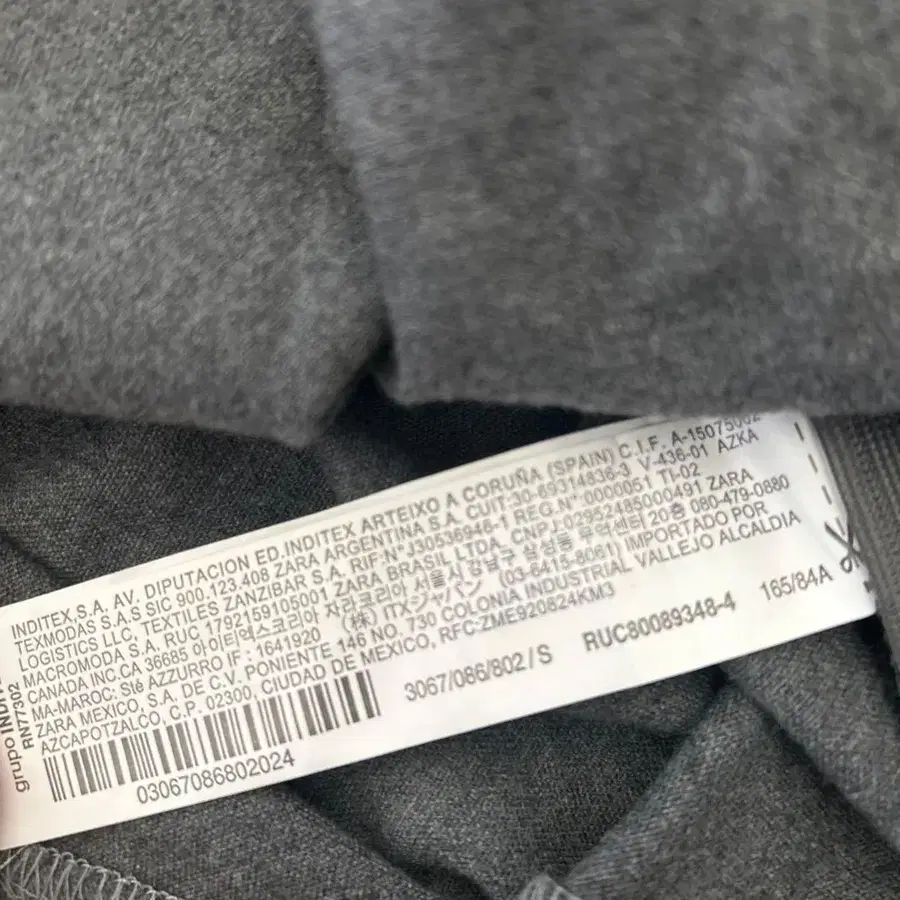 INDITEX,S.A. AV. DIPUTACION ED.INDITEX ARTEIXO A CORUÑA (SPAIN) C.I.F. A-15075062
TEXMODAS S.A.S SIC 900.123.408 ZARA ARGENTINA S.A. CUIT:30-69314836-3 V-436-01 AZKA
LOGISTICS LLC, TEXTILES ZANZIBAR S.A. RIF-N°J30536946-1 REG.N°:0000051 TI-02
MACROMODA S.A. RUC 1792159105001 ZARA BRASIL LTDA. CNPJ-02952485000491 ZARA
CANADA INC.CA 36685 아이티엑스코리아 자라코리아 서울시 강남구 삼성동 무역센터 20층 080-479-0880
MA-MAROC: Sté AZZURRO IF : 1641920 (株) ITXジャパン (03-6415-8061) IMPORTADO POR
ZARA MEXICO, S.A. DE C.V. PONIENTE 146 NO. 730 COLONIA INDUSTRIAL VALLEJO ALCALDIA
AZCAPOTZALCO, C.P. 02300, CIUDAD DE MEXICO, RFC-ZME920824KM3
3067/086/802/S RUC80089348-4 165/84A
03067086802024
grupo INDI
RN77302